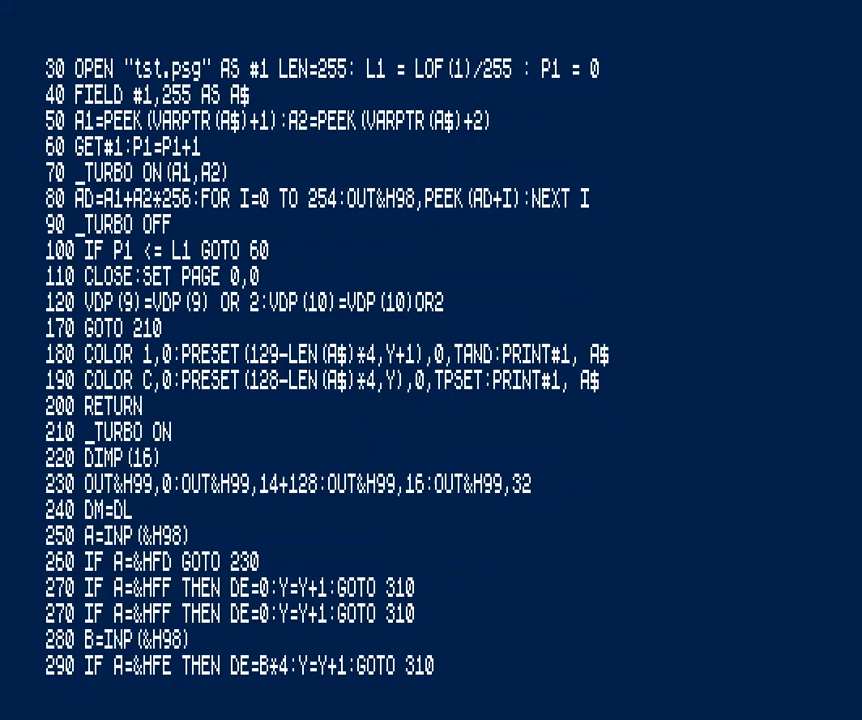 30 OPEN "tst.psg" AS #1 LEN=255: L1 = LOF(1)/255 : P1 = 0
40 FIELD #1,255 AS A$
50 A1=PEEK(VARPTR(A$)+1):A2=PEEK(VARPTR(A$)+2)
60 GET#1:P1=P1+1
70 _TURBO ON(A1,A2)
80 AD=A1+A2*256:FOR I=0 TO 254:OUT&H98,PEEK(AD+I):NEXT I
90 _TURBO OFF
100 IF P1 <= L1 GOTO 60
110 CLOSE:SET PAGE 0,0
120 VDP(9)=VDP(9) OR 2:VDP(10)=VDP(10)OR2
170 GOTO 210
180 COLOR 1,0:PRESET(129-LEN(A$)*4,Y+1),0,TAND:PRINT#1, A$
190 COLOR C,0:PRESET(128-LEN(A$)*4,Y),0,TPSET:PRINT#1, A$
200 RETURN
210 _TURBO ON
220 DIMP(16)
230 OUT&H99,0:OUT&H99,14+128:OUT&H99,16:OUT&H99,32
240 DM=DL
250 A=INP(&H98)
260 IF A=&HFD GOTO 230
270 IF A=&HFF THEN DE=0:Y=Y+1:GOTO 310
270 IF A=&HFF THEN DE=0:Y=Y+1:GOTO 310
280 B=INP(&H98)
290 IF A=&HFE THEN DE=B*4:Y=Y+1:GOTO 310